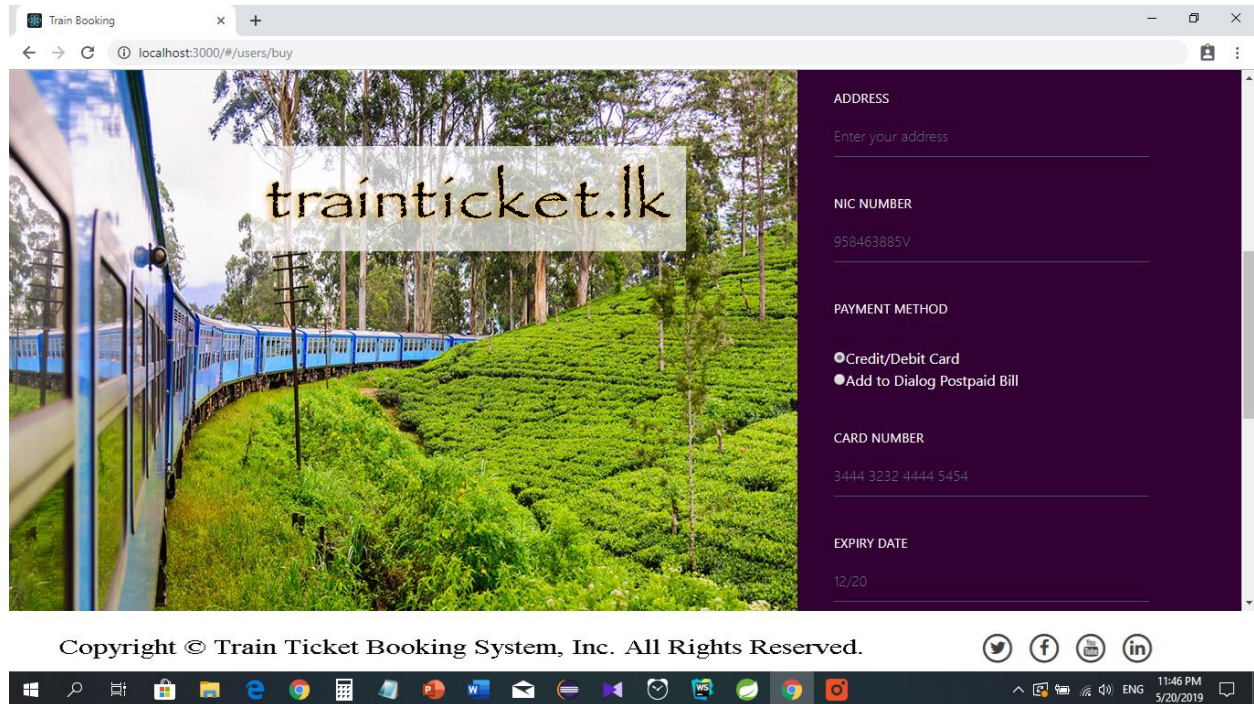 Train Booking
localhost:3000/#/users/buy
trainticket.lk
ADDRESS
Enter your address
NIC NUMBER
958463885V
PAYMENT METHOD
Credit/Debit Card
Add to Dialog Postpaid Bill
CARD NUMBER
3444 3232 4444 5454
EXPIRY DATE
12/20
Copyright © Train Ticket Booking System, Inc. All Rights Reserved.
ENG
11:46 PM
5/20/2019